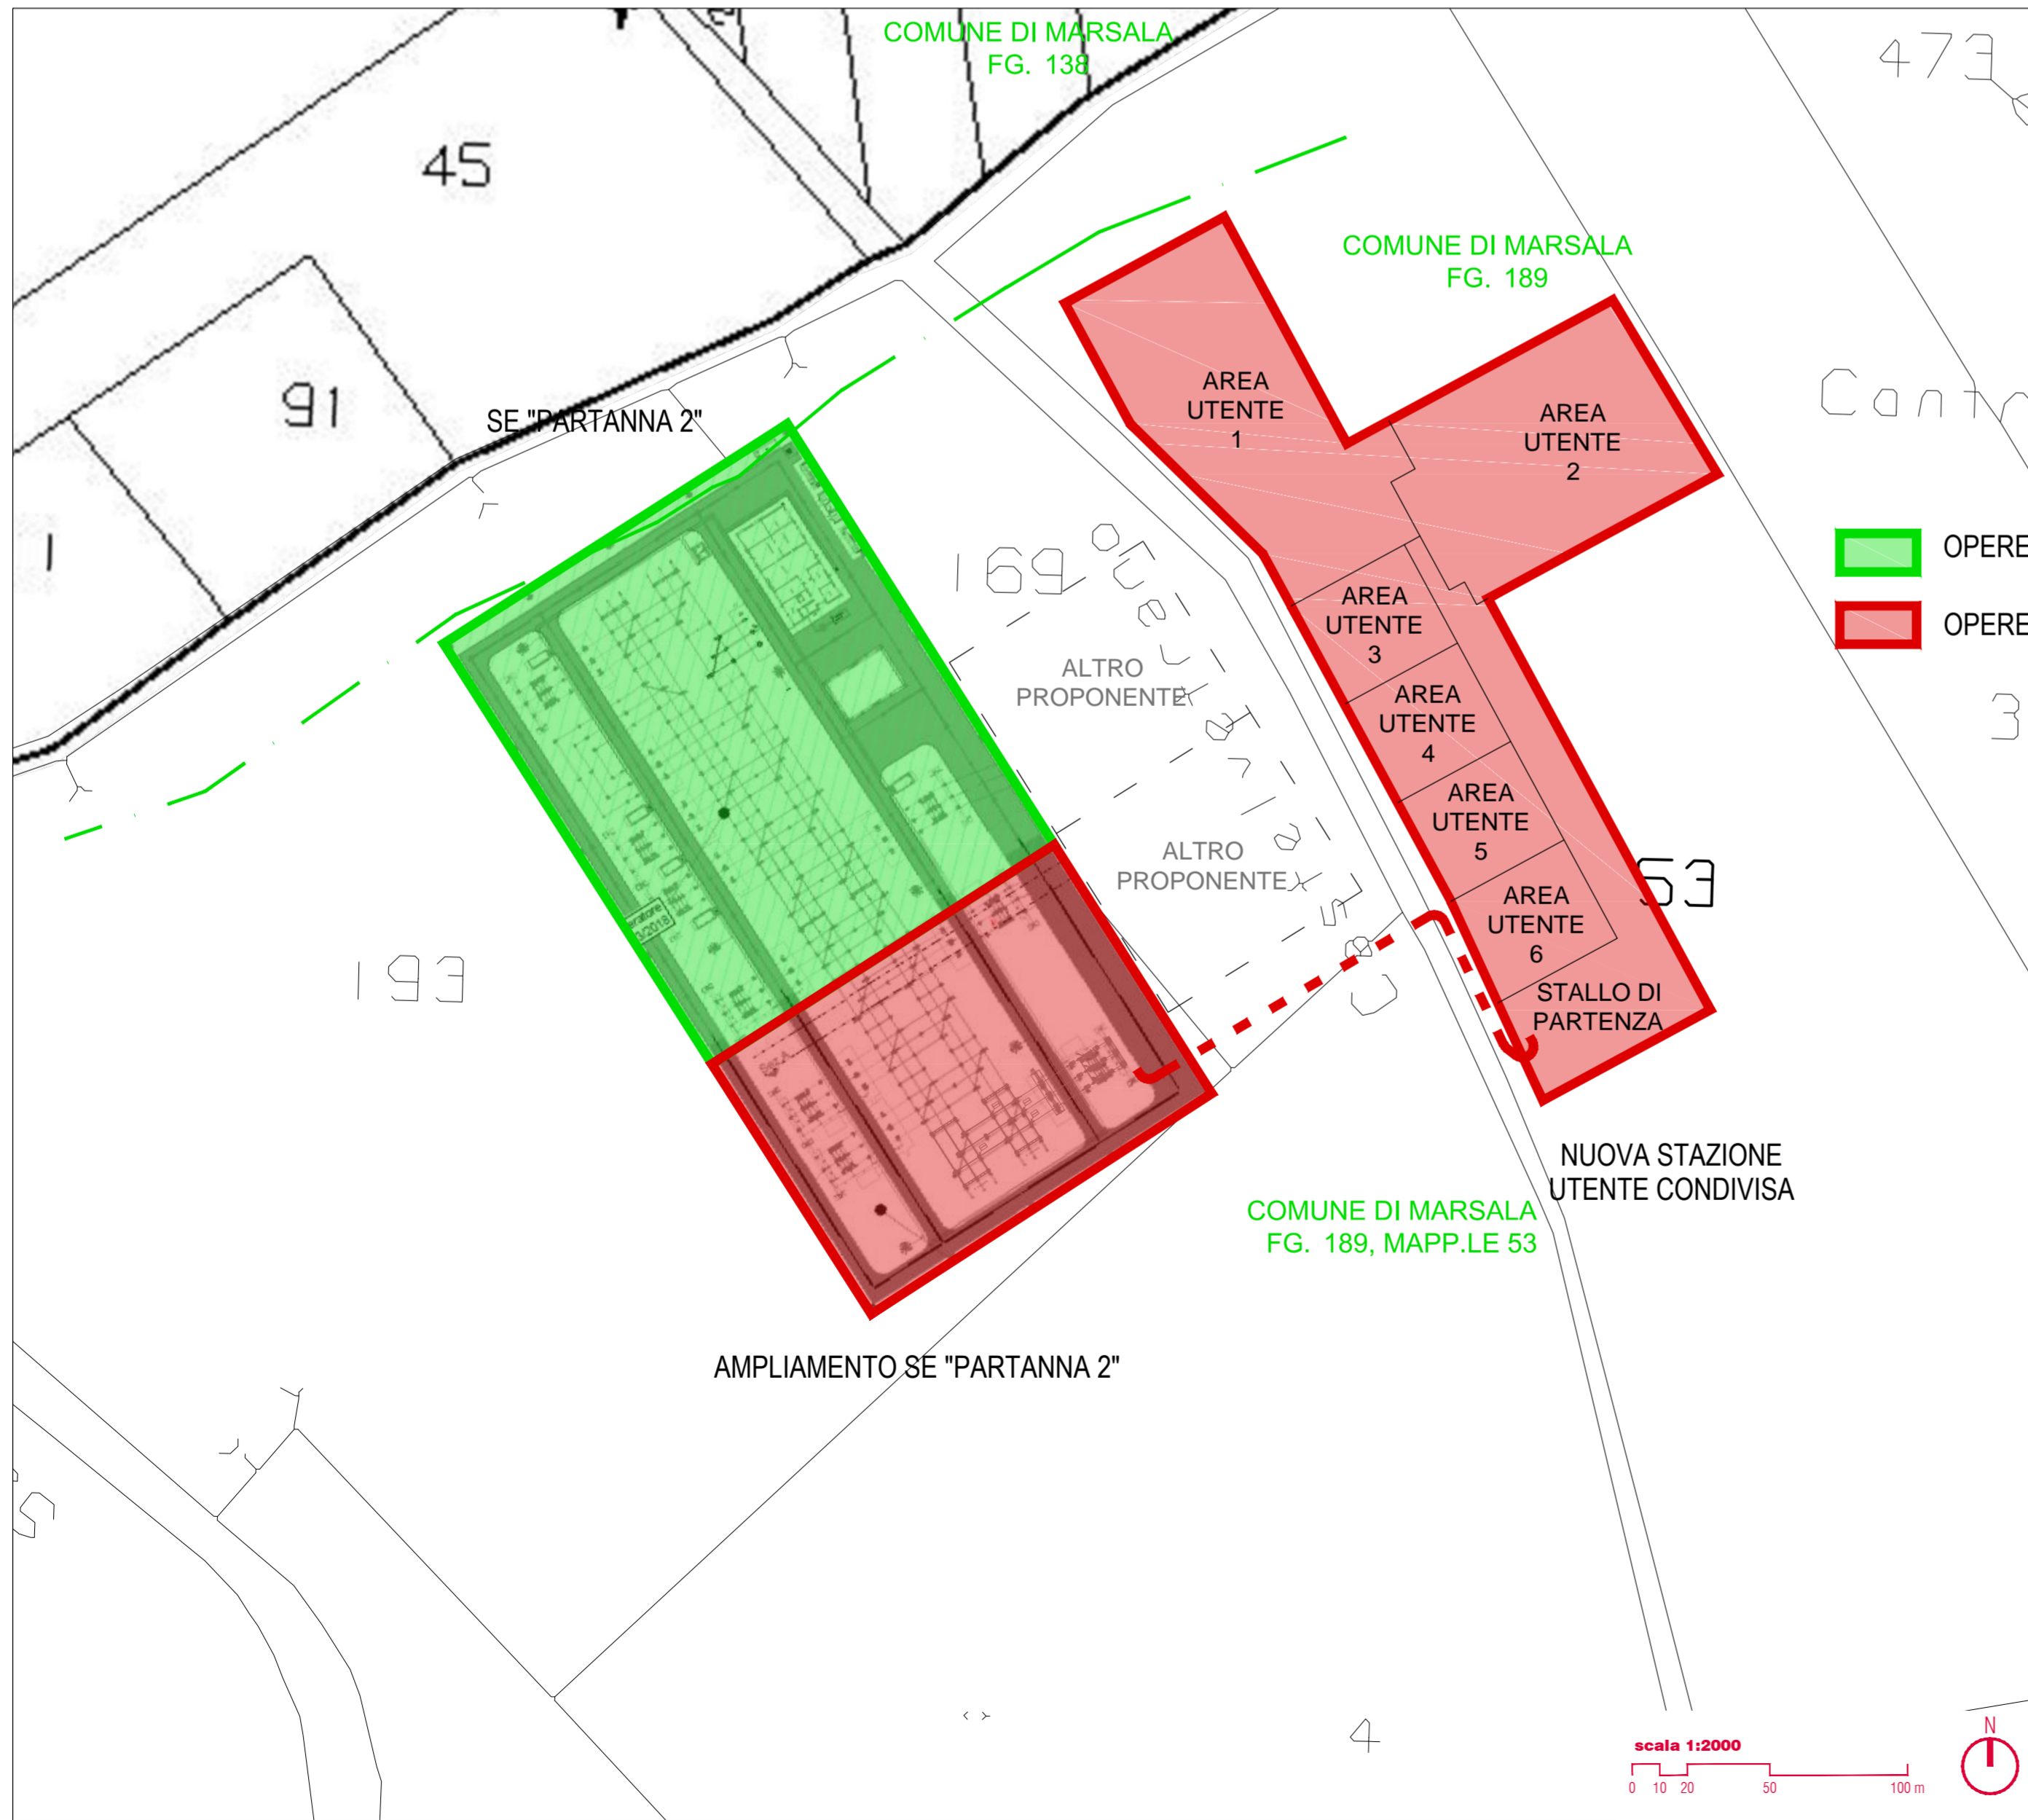 COMUNE DI MARSALA
FG. 138
473
45
COMUNE DI MARSALA
FG. 189
91
SE "PARTANNA 2"
AREA
UTENTE
1
AREA
UTENTE
2
1
169
OPERE
OPERE
AREA
UTENTE
3
ALTRO
PROPONENTE
AREA
UTENTE
4
3
AREA
UTENTE
5
ALTRO
PROPONENTE
53
AREA
UTENTE
6
193
STALLO DI
PARTENZA
NUOVA STAZIONE
UTENTE CONDIVISA
COMUNE DI MARSALA
FG. 189, MAPP.LE 53
AMPLIAMENTO SE "PARTANNA 2"
4
scala 1:2000
0 10 20 50 100 m
N